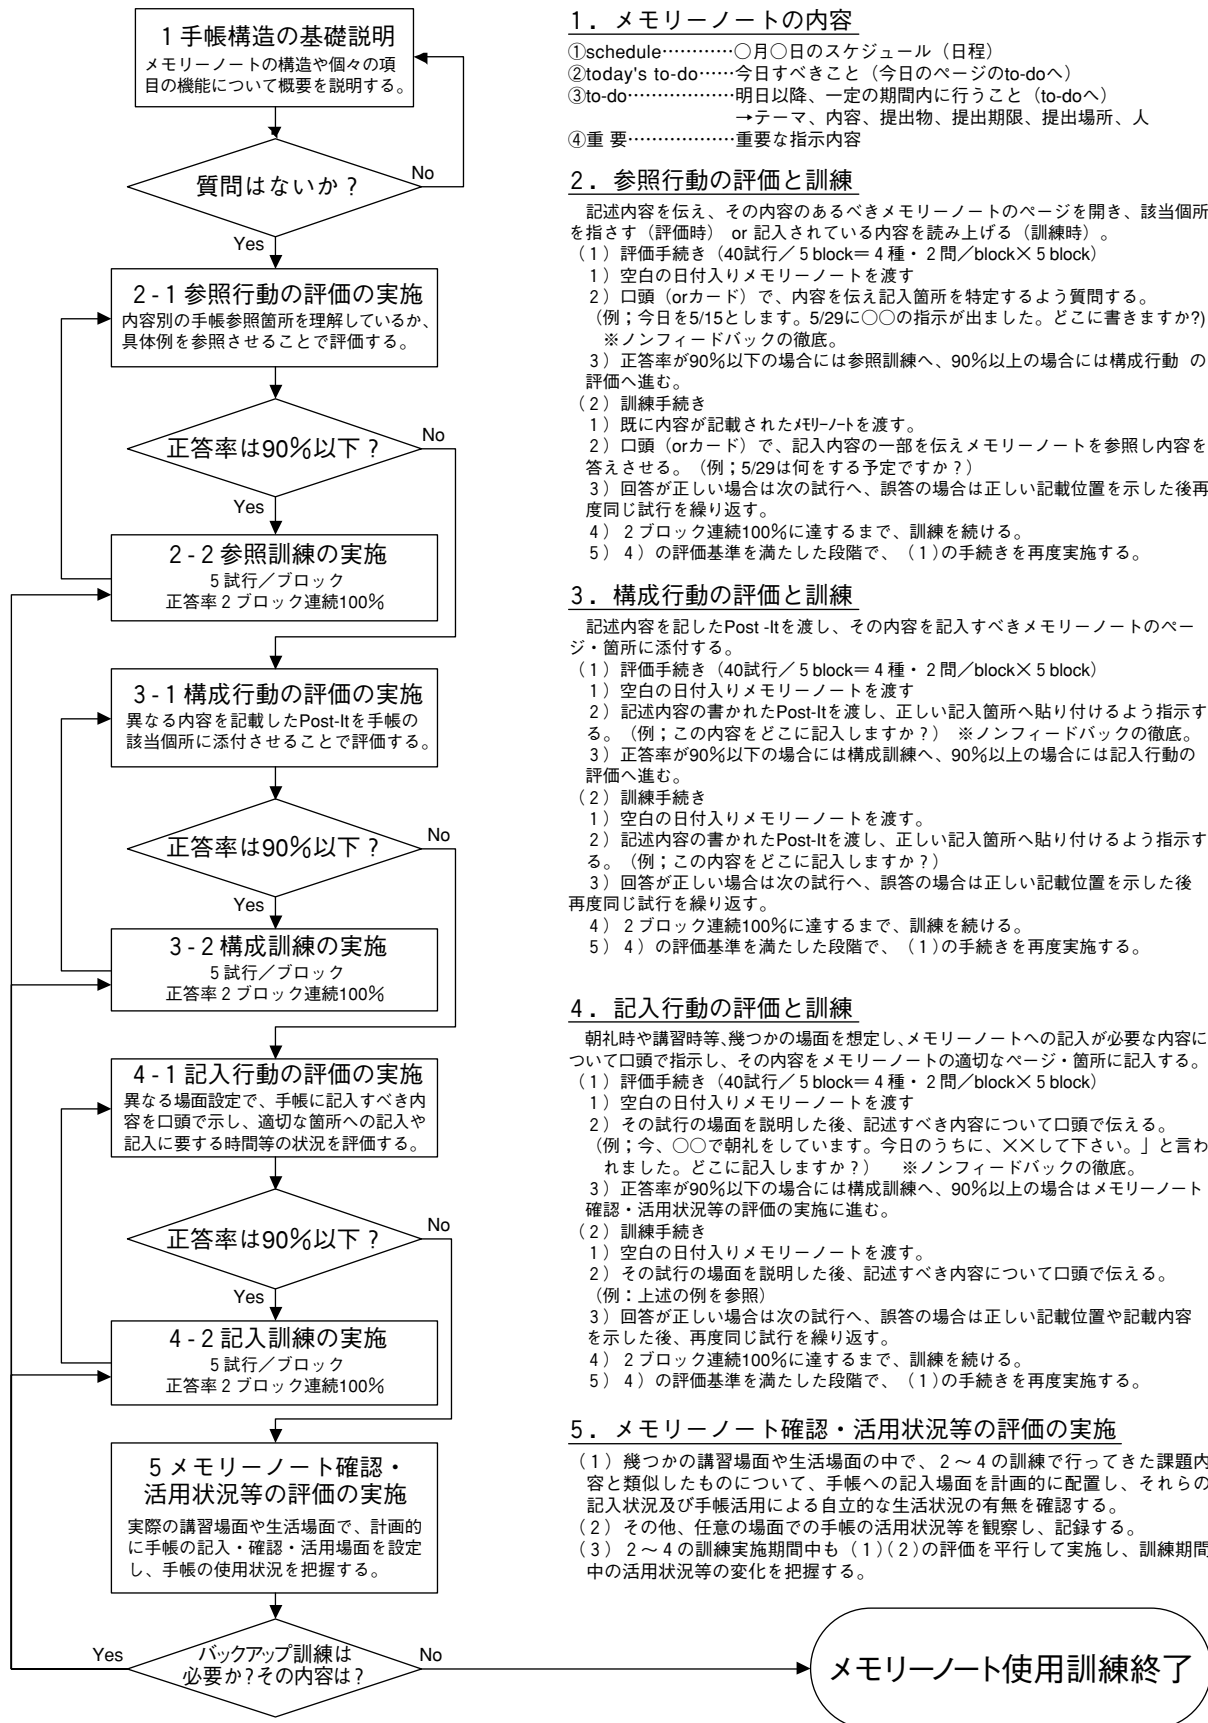 1 手帳構造の基礎説明
メモリーノートの構造や個々の項
目の機能について概要を説明する。
質問はないか？
No
Yes
2-1 参照行動の評価の実施
内容別の手帳参照箇所を理解しているか、
具体例を参照させることで評価する。
正答率は90％以下？
No
Yes
2-2 参照訓練の実施
5試行／ブロック
正答率2ブロック連続100％
3-1 構成行動の評価の実施
異なる内容を記載したPost-Itを手帳の
該当個所に添付させることで評価する。
正答率は90％以下？
No
Yes
3-2 構成訓練の実施
5試行／ブロック
正答率2ブロック連続100％
4-1 記入行動の評価の実施
異なる場面設定で、手帳に記入すべき内
容を口頭で示し、適切な箇所への記入や
記入に要する時間等の状況を評価する。
正答率は90％以下？
No
Yes
4-2 記入訓練の実施
5試行／ブロック
正答率2ブロック連続100％
5 メモリーノート確認・
活用状況等の評価の実施
実際の講習場面や生活場面で、計画的
に手帳の記入・確認・活用場面を設定
し、手帳の使用状況を把握する。
Yes
バックアップ訓練は
必要か？その内容は？
No
メモリーノート使用訓練終了
1．メモリーノートの内容
①schedule…………○月○日のスケジュール（日程）
②today's to-do……今日すべきこと（今日のページのto-doへ）
③to-do………………明日以降、一定の期間内に行うこと（to-doへ）
→テーマ、内容、提出物、提出期限、提出場所、人
④重 要………………重要な指示内容
2．参照行動の評価と訓練
記述内容を伝え、その内容のあるべきメモリーノートのページを開き、該当個所
を指さす（評価時） or 記入されている内容を読み上げる（訓練時）。
（1）評価手続き（40試行／5 block＝4種・2問／block×5 block）
1）空白の日付入りメモリーノートを渡す
2）口頭（orカード）で、内容を伝え記入箇所を特定するよう質問する。
（例；今日を5/15とします。5/29に○○の指示が出ました。どこに書きますか?)
※ノンフィードバックの徹底。
3）正答率が90％以下の場合には参照訓練へ、90％以上の場合には構成行動 の
評価へ進む。
（2）訓練手続き
1）既に内容が記載されたﾒﾓﾘｰﾉｰﾄを渡す。
2）口頭（orカード）で、記入内容の一部を伝えメモリーノートを参照し内容を
答えさせる。（例；5/29は何をする予定ですか？）
3）回答が正しい場合は次の試行へ、誤答の場合は正しい記載位置を示した後再
度同じ試行を繰り返す。
4）2ブロック連続100％に達するまで、訓練を続ける。
5）4）の評価基準を満たした段階で、（1）の手続きを再度実施する。
3．構成行動の評価と訓練
記述内容を記したPost -Itを渡し、その内容を記入すべきメモリーノートのペー
ジ・箇所に添付する。
（1）評価手続き（40試行／5 block＝4種・2問／block×5 block）
1）空白の日付入りメモリーノートを渡す
2）記述内容の書かれたPost-Itを渡し、正しい記入箇所へ貼り付けるよう指示す
る。（例；この内容をどこに記入しますか？） ※ノンフィードバックの徹底。
3）正答率が90％以下の場合には構成訓練へ、90％以上の場合には記入行動の
評価へ進む。
（2）訓練手続き
1）空白の日付入りメモリーノートを渡す。
2）記述内容の書かれたPost-Itを渡し、正しい記入箇所へ貼り付けるよう指示す
る。（例；この内容をどこに記入しますか？）
3）回答が正しい場合は次の試行へ、誤答の場合は正しい記載位置を示した後
再度同じ試行を繰り返す。
4）2ブロック連続100％に達するまで、訓練を続ける。
5）4）の評価基準を満たした段階で、（1）の手続きを再度実施する。
4．記入行動の評価と訓練
朝礼時や講習時等、幾つかの場面を想定し、メモリーノートへの記入が必要な内容に
ついて口頭で指示し、その内容をメモリーノートの適切なページ・箇所に記入する。
（1）評価手続き（40試行／5 block＝4種・2問／block×5 block）
1）空白の日付入りメモリーノートを渡す
2）その試行の場面を説明した後、記述すべき内容について口頭で伝える。
（例；今、○○で朝礼をしています。今日のうちに、××して下さい。」と言わ
れました。どこに記入しますか？） ※ノンフィードバックの徹底。
3）正答率が90％以下の場合には構成訓練へ、90％以上の場合はメモリーノート
確認・活用状況等の評価の実施に進む。
（2）訓練手続き
1）空白の日付入りメモリーノートを渡す。
2）その試行の場面を説明した後、記述すべき内容について口頭で伝える。
（例：上述の例を参照）
3）回答が正しい場合は次の試行へ、誤答の場合は正しい記載位置や記載内容
を示した後、再度同じ試行を繰り返す。
4）2ブロック連続100％に達するまで、訓練を続ける。
5）4）の評価基準を満たした段階で、（1）の手続きを再度実施する。
5．メモリーノート確認・活用状況等の評価の実施
（1）幾つかの講習場面や生活場面の中で、2～4の訓練で行ってきた課題内
容と類似したものについて、手帳への記入場面を計画的に配置し、それらの
記入状況及び手帳活用による自立的な生活状況の有無を確認する。
（2）その他、任意の場面での手帳の活用状況等を観察し、記録する。
（3）2～4の訓練実施期間中も（1）（2）の評価を平行して実施し、訓練期間
中の活用状況等の変化を把握する。